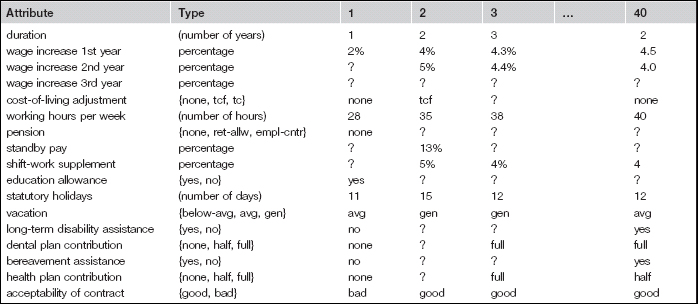 Attribute Type 1 2 3 ... 40
duration (number of years) 1 2 3 2
wage increase 1st year percentage 2% 4% 4.3% 4.5
wage increase 2nd year percentage ? 5% 4.4% 4.0
wage increase 3rd year percentage ? ? ? ?
cost-of-living adjustment {none, tcf, tc} none tcf ? none
working hours per week (number of hours) 28 35 38 40
pension {none, ret-allw, empl-cntr} none ? ? ?
standby pay percentage ? 13% ? ?
shift-work supplement percentage ? 5% 4% 4
education allowance {yes, no} yes ? ? ?
statutory holidays (number of days) 11 15 12 12
vacation {below-avg, avg, gen} avg gen gen avg
long-term disability assistance {yes, no} no ? ? yes
dental plan contribution {none, half, full} none ? full full
bereavement assistance {yes, no} no ? ? yes
health plan contribution {none, half, full} none ? full half
acceptability of contract {good, bad} bad good good good